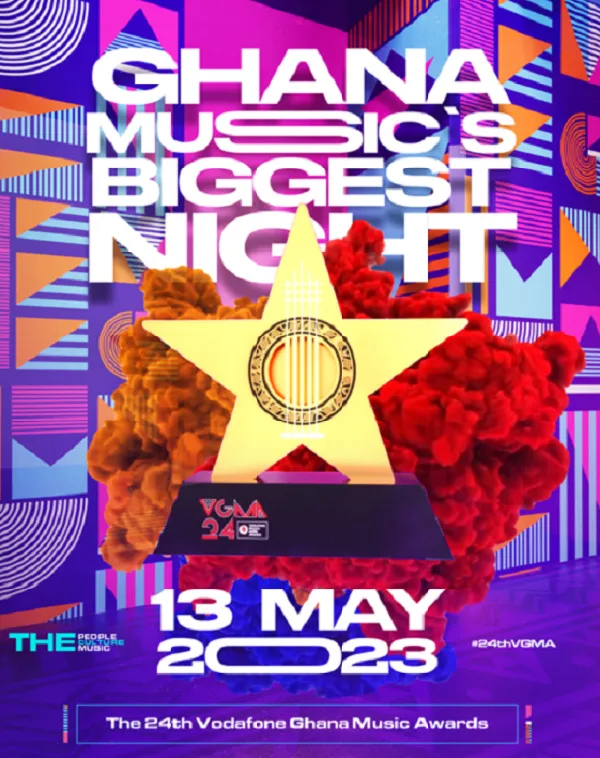 GHANA
MUSIC`S
BIGGEST
NIGHT
VGMA
24
13 MAY
2023
THE PEOPLE
CULTURE
MUSIC
#24thVGMA
The 24th Vodafone Ghana Music Awards